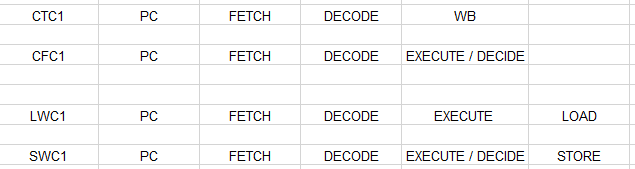 CTC1 PC FETCH DECODE WB
CFC1 PC FETCH DECODE EXECUTE / DECIDE
LWC1 PC FETCH DECODE EXECUTE LOAD
SWC1 PC FETCH DECODE EXECUTE / DECIDE STORE